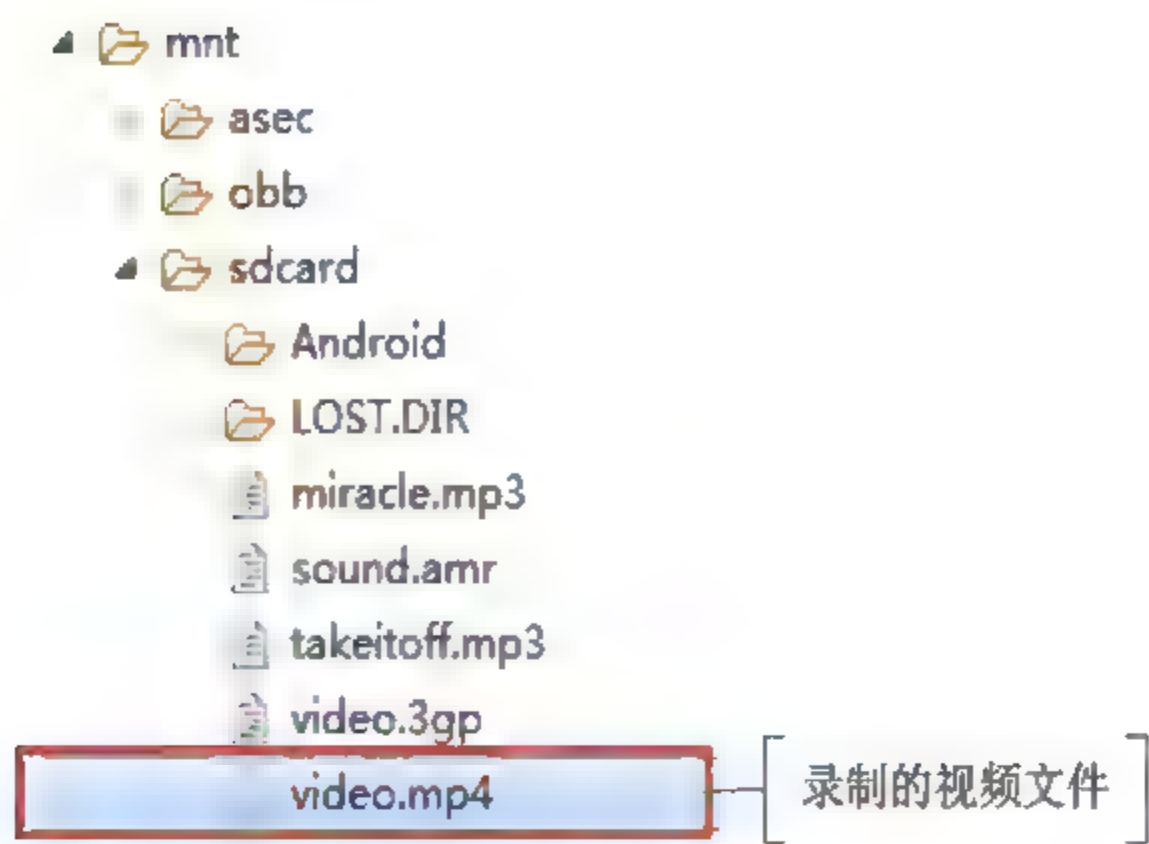 mnt
asec
obb
sdcard
Android
LOST.DIR
miracle.mp3
sound.amr
takeitoff.mp3
video.3gp
video.mp4
录制的视频文件